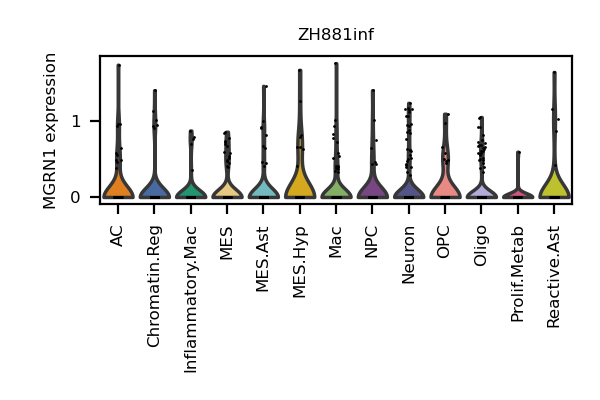 ZH881inf
MGRN1 expression
1
0
AC
Chromatin.Reg
Inflammatory.Mac
MES
MES.Ast
MES.Hyp
Mac
NPC
Neuron
OPC
Oligo
Prolif.Metab
Reactive.Ast